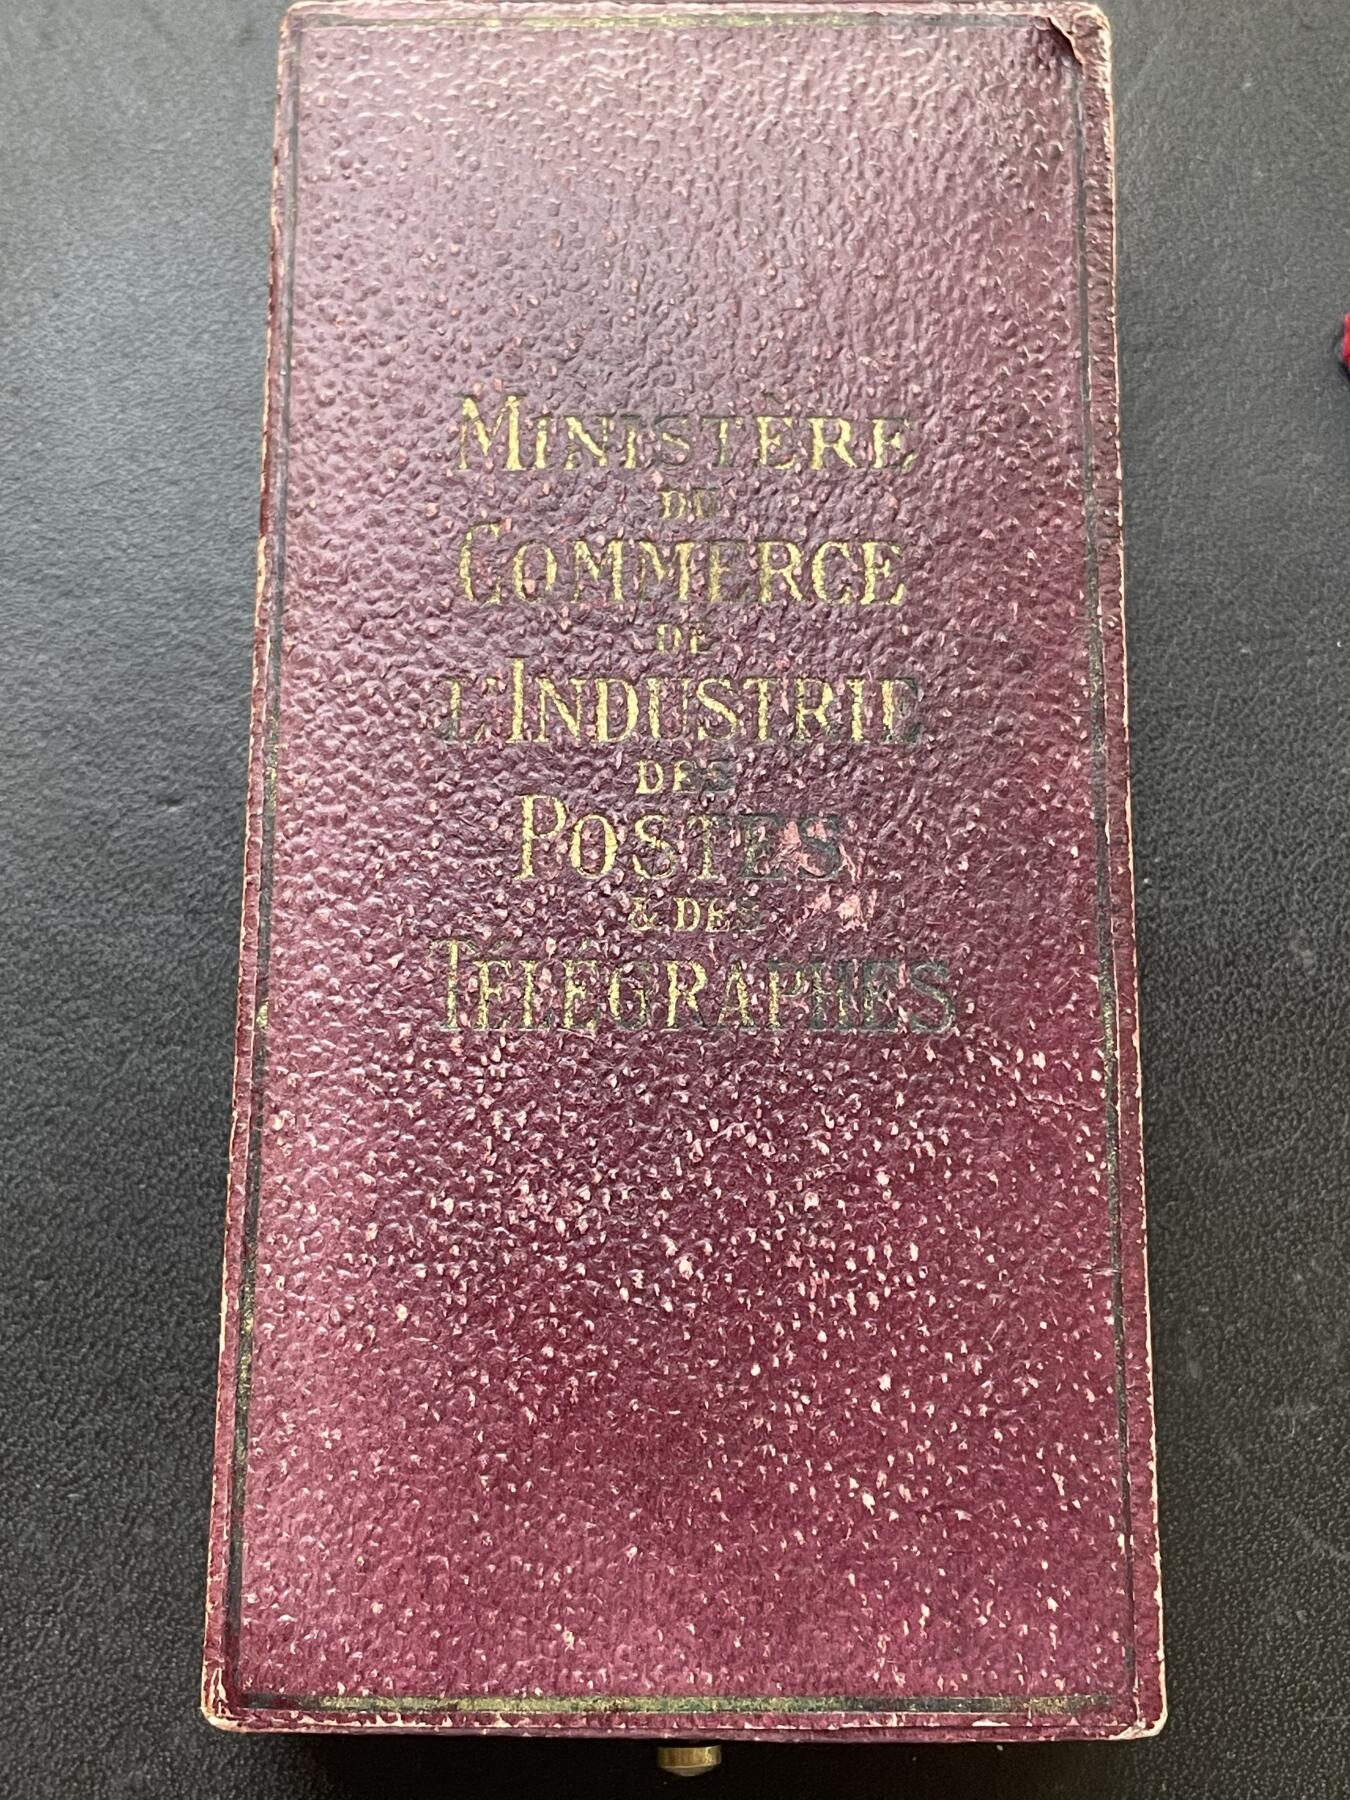 MINISTÈRE
DU
COMMERCE
DE
L'INDUSTRIE
DES
POSTES
& DES
TÉLÉGRAPHES